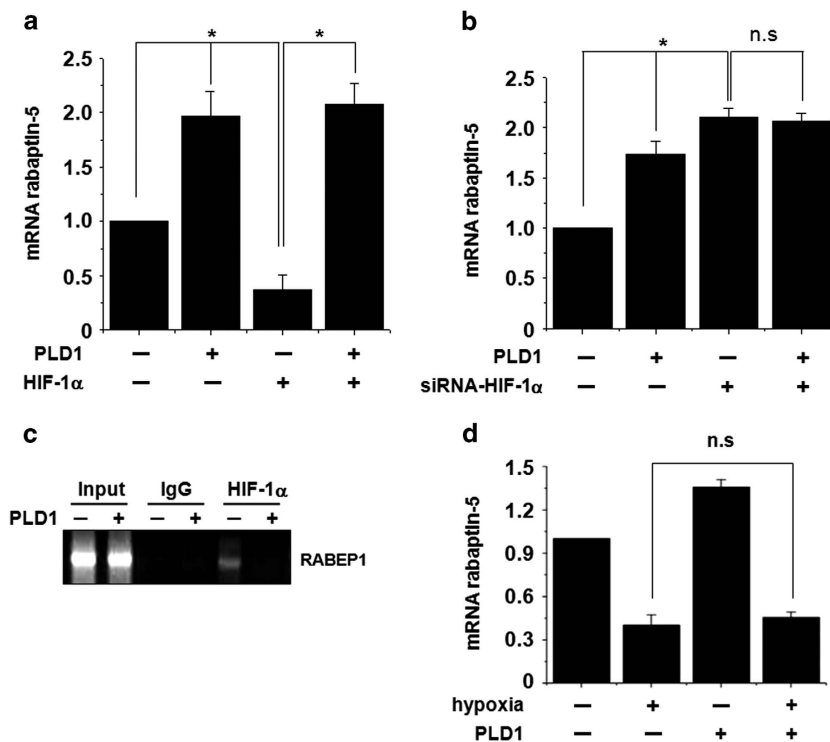 a
*
*
2.5
2.0
1.5
1.0
0.5
0
mRNA rabaptIn-5
PLD1 — + — +
HIF-1α — — + +
b
*
n.s
2.5
2.0
1.5
1.0
0.5
0
mRNA rabaptIn-5
PLD1 — + — +
siRNA-HIF-1α — — + +
c
Input IgG HIF-1α
PLD1 — + — + — +
RABEP1
d
n.s
1.5
1.2
0.9
0.6
0.3
0
mRNA rabaptIn-5
hypoxia — + — +
PLD1 — — + +